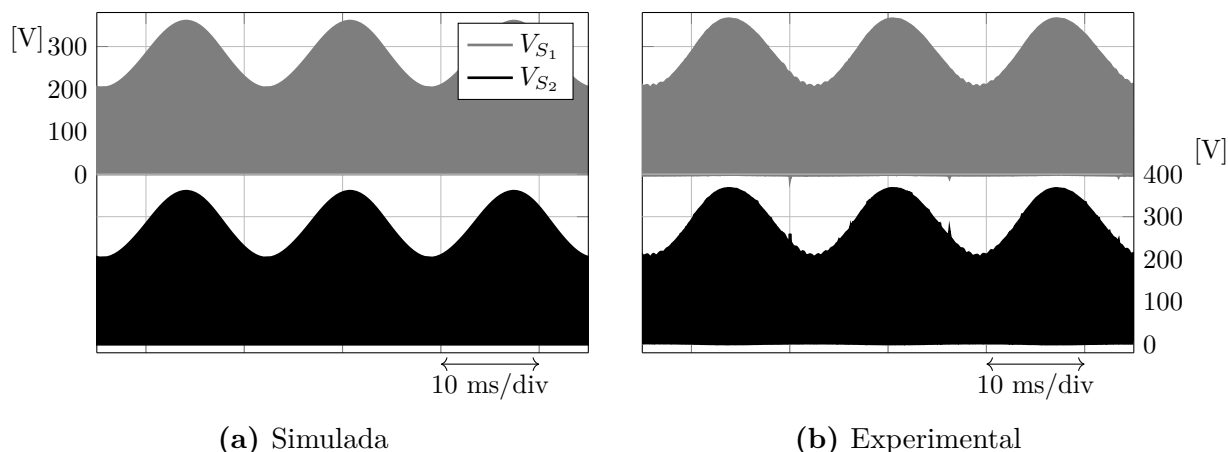 [V]
300
200
100
0
V_{S_1}
V_{S_2}
10 ms/div
(a) Simulada
[V]
400
300
200
100
0
10 ms/div
(b) Experimental